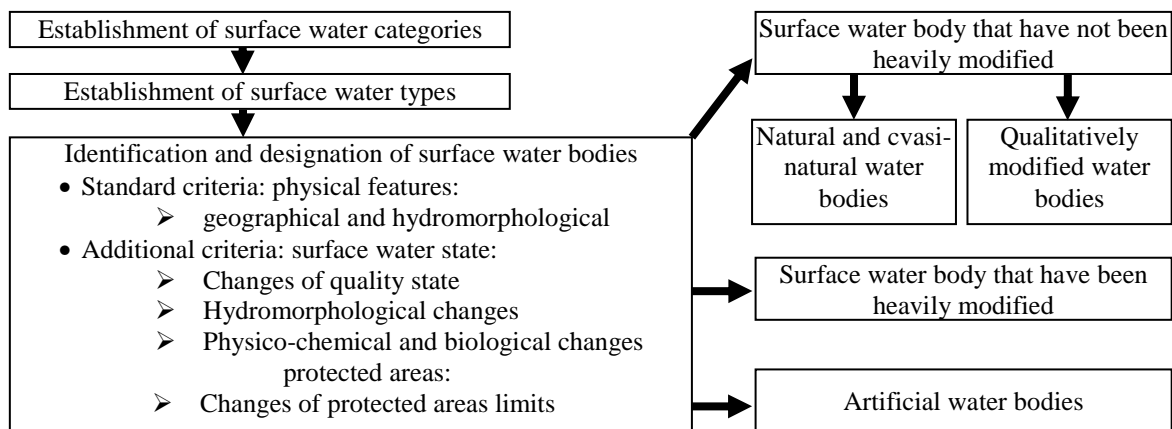 Establishment of surface water categories
Establishment of surface water types
Identification and designation of surface water bodies
• Standard criteria: physical features:
➢ geographical and hydromorphological
• Additional criteria: surface water state:
➢ Changes of quality state
➢ Hydromorphological changes
➢ Physico-chemical and biological changes
protected areas:
➢ Changes of protected areas limits
Surface water body that have not been
heavily modified
Natural and cvasi-
natural water
bodies
Qualitatively
modified water
bodies
Surface water body that have been
heavily modified
Artificial water bodies